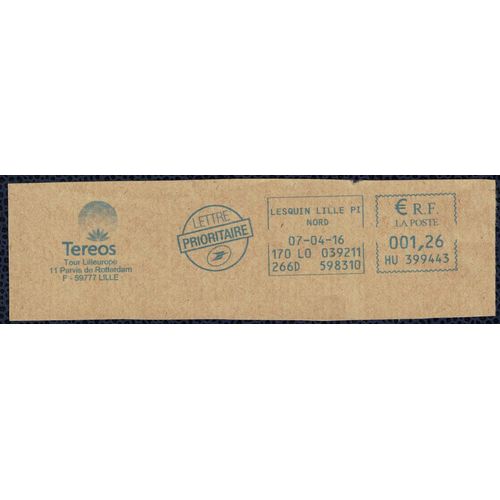 Tereos
Tour Lilleurope
11 Parvis de Rotterdam
F - 59777 LILLE
LETTRE
PRIORITAIRE
LESQUIN LILLE PI
NORD
07-04-16
170 LO 039211
266D 598310
€ R.F.
LA POSTE
001,26
HU 399443